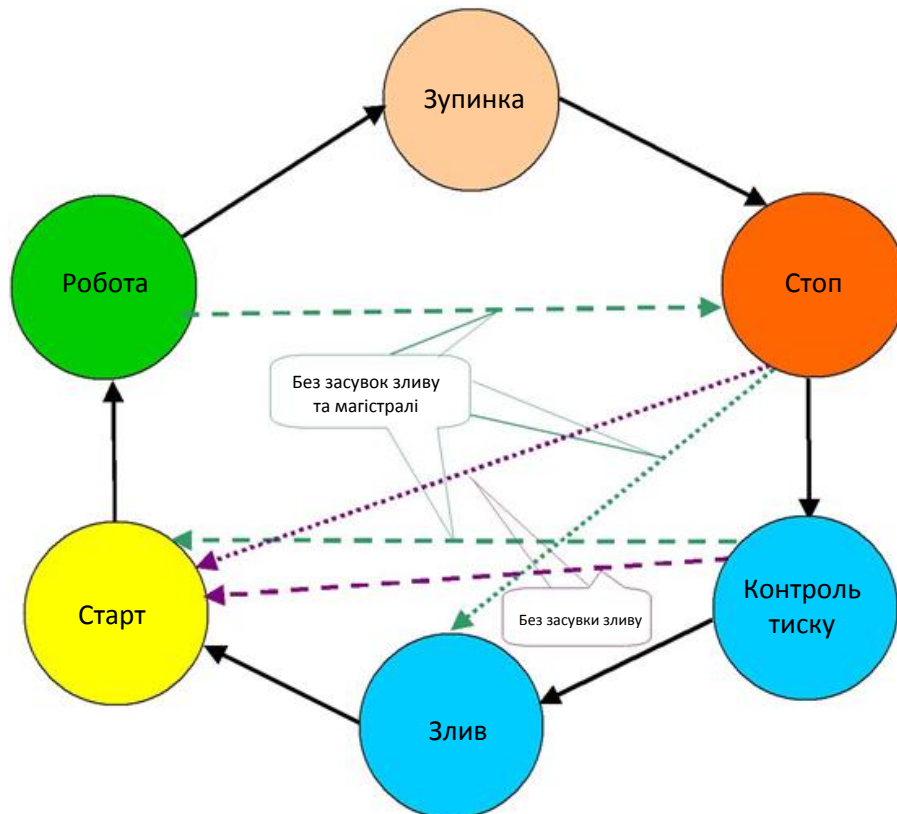 Зупинка
Робота
Стоп
Без засувок зливу
та магістралі
Старт
Контроль
тиску
Без засувки зливу
Злив